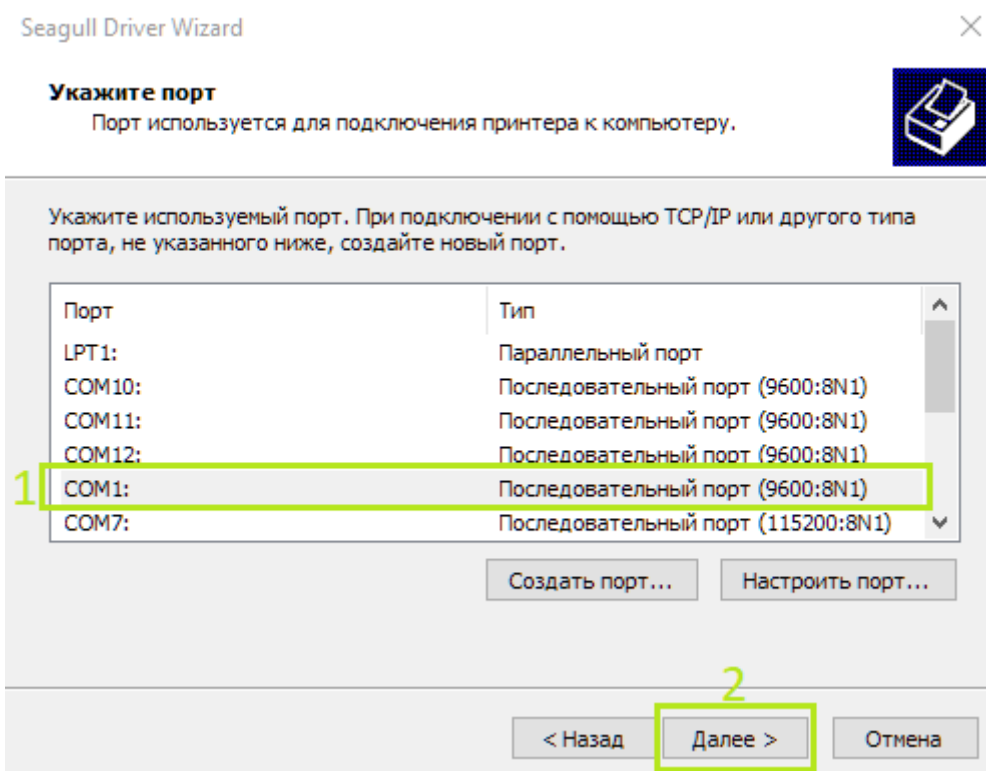 Seagull Driver Wizard
Укажите порт
Порт используется для подключения принтера к компьютеру.
Укажите используемый порт. При подключении с помощью TCP/IP или другого типа
порта, не указанного ниже, создайте новый порт.
Порт Тип
LPT1: Параллельный порт
COM10: Последовательный порт (9600:8N1)
COM11: Последовательный порт (9600:8N1)
COM12: Последовательный порт (9600:8N1)
1 COM1: Последовательный порт (9600:8N1)
COM7: Последовательный порт (115200:8N1)
Создать порт... Настроить порт...
2
< Назад Далее > Отмена